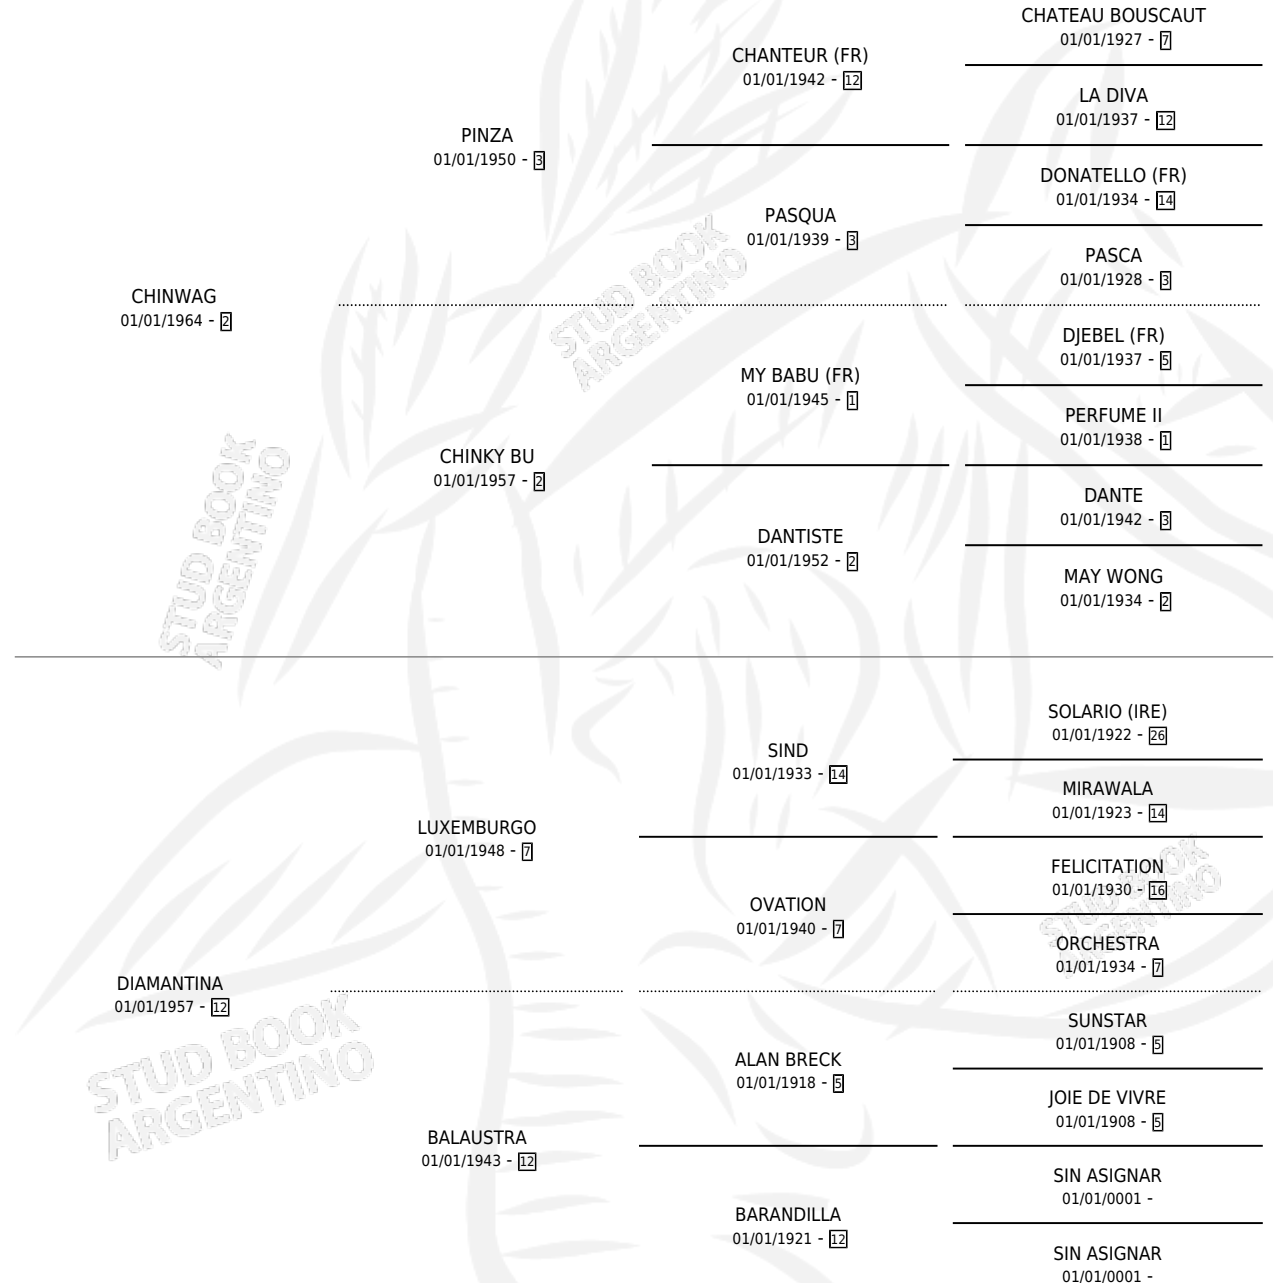 CHATEAU BOUSCAUT
01/01/1927 - 7
CHANTEUR (FR)
01/01/1942 - 12
LA DIVA
01/01/1937 - 12
PINZA
01/01/1950 - 3
DONATELLO (FR)
01/01/1934 - 14
PASQUA
01/01/1939 - 3
PASCA
01/01/1928 - 3
CHINWAG
01/01/1964 - 2
DJEBEL (FR)
01/01/1937 - 5
MY BABU (FR)
01/01/1945 - 1
PERFUME II
01/01/1938 - 1
CHINKY BU
01/01/1957 - 2
DANTE
01/01/1942 - 3
DANTISTE
01/01/1952 - 2
MAY WONG
01/01/1934 - 2
SOLARIO (IRE)
01/01/1922 - 26
SIND
01/01/1933 - 14
MIRAWALA
01/01/1923 - 14
LUXEMBURGO
01/01/1948 - 7
FELICITATION
01/01/1930 - 16
OVATION
01/01/1940 - 7
ORCHESTRA
01/01/1934 - 7
DIAMANTINA
01/01/1957 - 12
SUNSTAR
01/01/1908 - 5
ALAN BRECK
01/01/1918 - 5
JOIE DE VIVRE
01/01/1908 - 5
BALAUSTRA
01/01/1943 - 12
SIN ASIGNAR
01/01/0001 -
BARANDILLA
01/01/1921 - 12
SIN ASIGNAR
01/01/0001 -
STUD BOOK
ARGENTINO
STUD BOOK
ARGENTINO
STUD BOOK
ARGENTINO
STUD BOOK
ARGENTINO